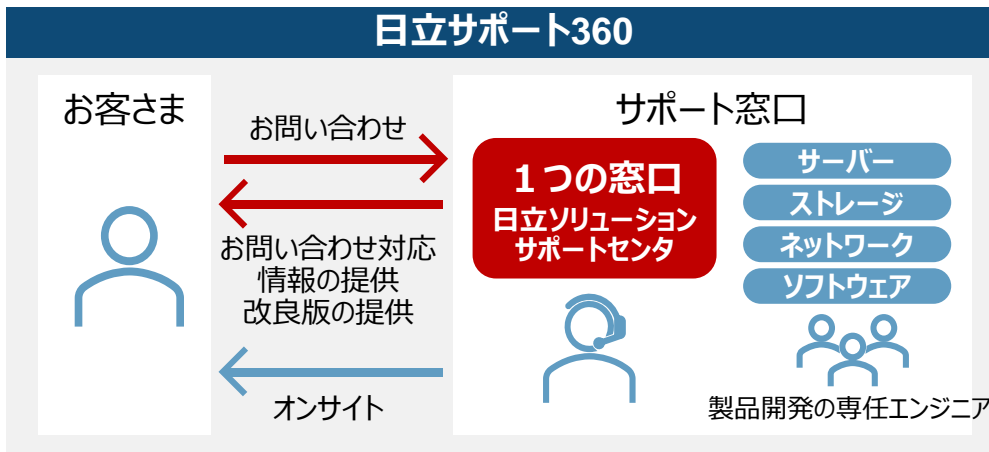 日立サポート360
お客さま
お問い合わせ
お問い合わせ対応
情報の提供
改良版の提供
オンサイト
サポート窓口
１つの窓口
日立ソリューション
サポートセンタ
サーバー
ストレージ
ネットワーク
ソフトウェア
製品開発の専任エンジニア